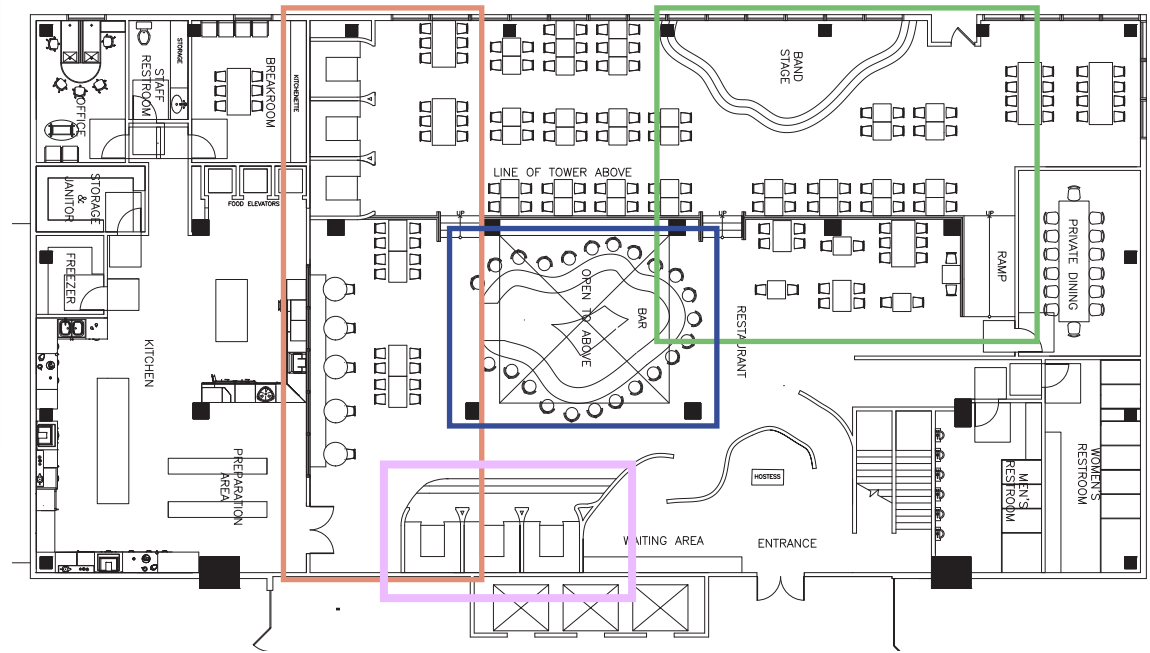 OFFICE
STAFF
RESTROOM
STORAGE
BREAKROOM
KITCHENETTE
BAND
STAGE
STORAGE
&
JANITOR
FOOD ELEVATORS
LINE OF TOWER ABOVE
UP
UP
UP
RAMP
PRIVATE DINING
FREEZER
OPEN TO ABOVE
BAR
RESTAURANT
KITCHEN
PREPARATION
AREA
HOSTESS
WAITING AREA
ENTRANCE
MEN'S
RESTROOM
WOMEN'S
RESTROOM